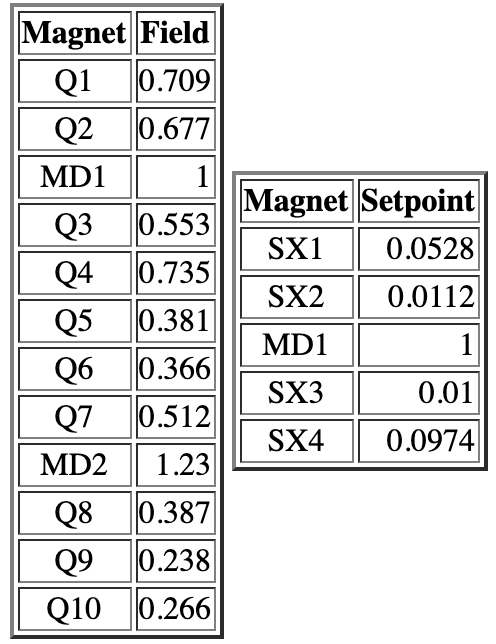 Magnet Field
Q1 0.709
Q2 0.677
MD1 1
Q3 0.553
Q4 0.735
Q5 0.381
Q6 0.366
Q7 0.512
MD2 1.23
Q8 0.387
Q9 0.238
Q10 0.266
Magnet Setpoint
SX1 0.0528
SX2 0.0112
MD1 1
SX3 0.01
SX4 0.0974